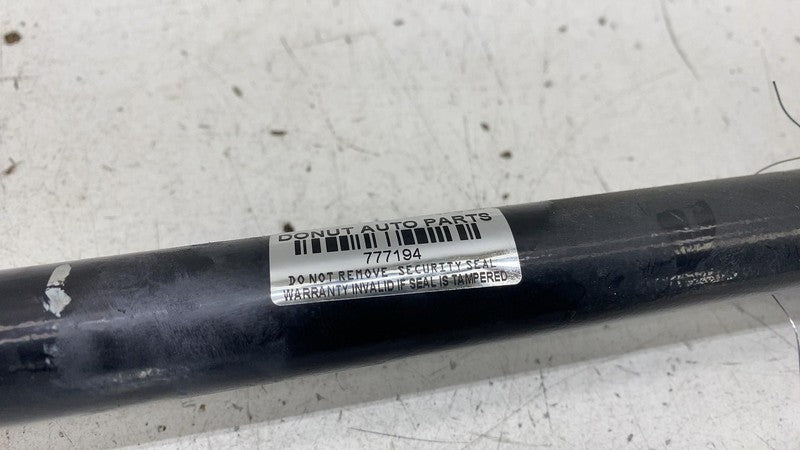 DONUT AUTO PARTS
777194
DO NOT REMOVE SECURITY SEAL
WARRANTY INVALID IF SEAL IS TAMPERED